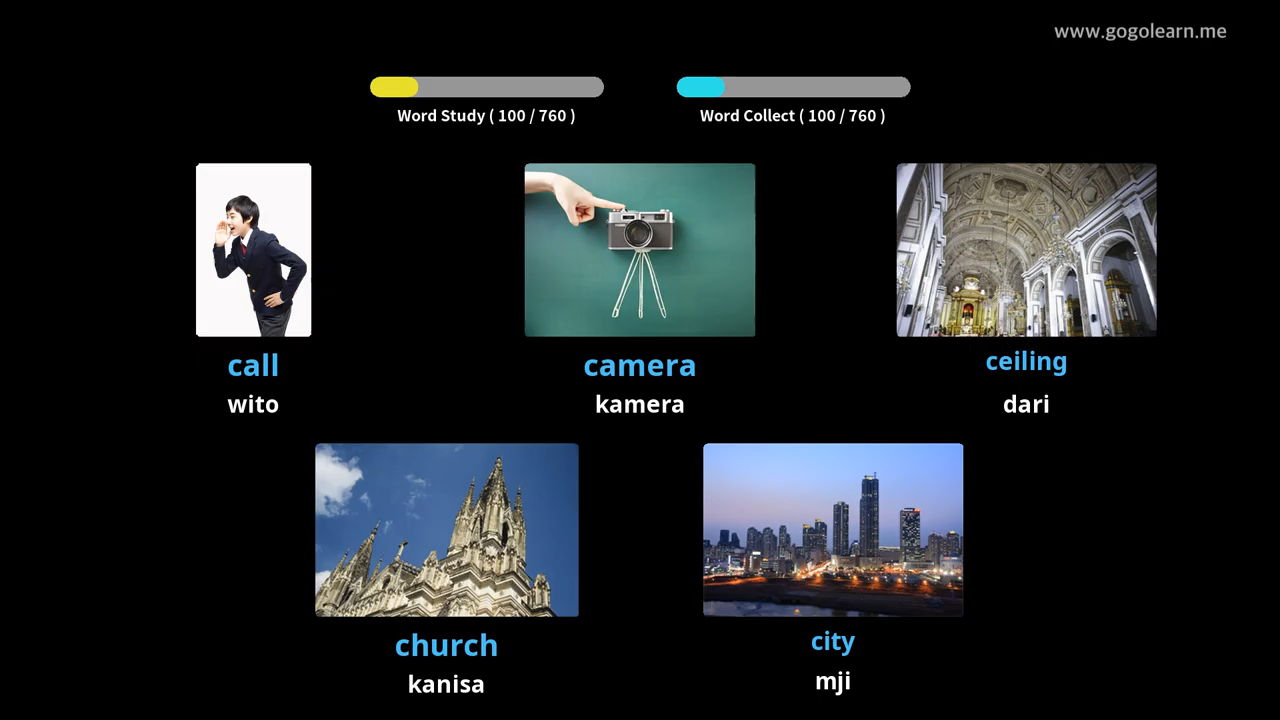 www.gogolearn.me
Word Study ( 100 / 760 )
Word Collect ( 100 / 760 )
call
wito
camera
kamera
ceiling
dari
church
kanisa
city
mji